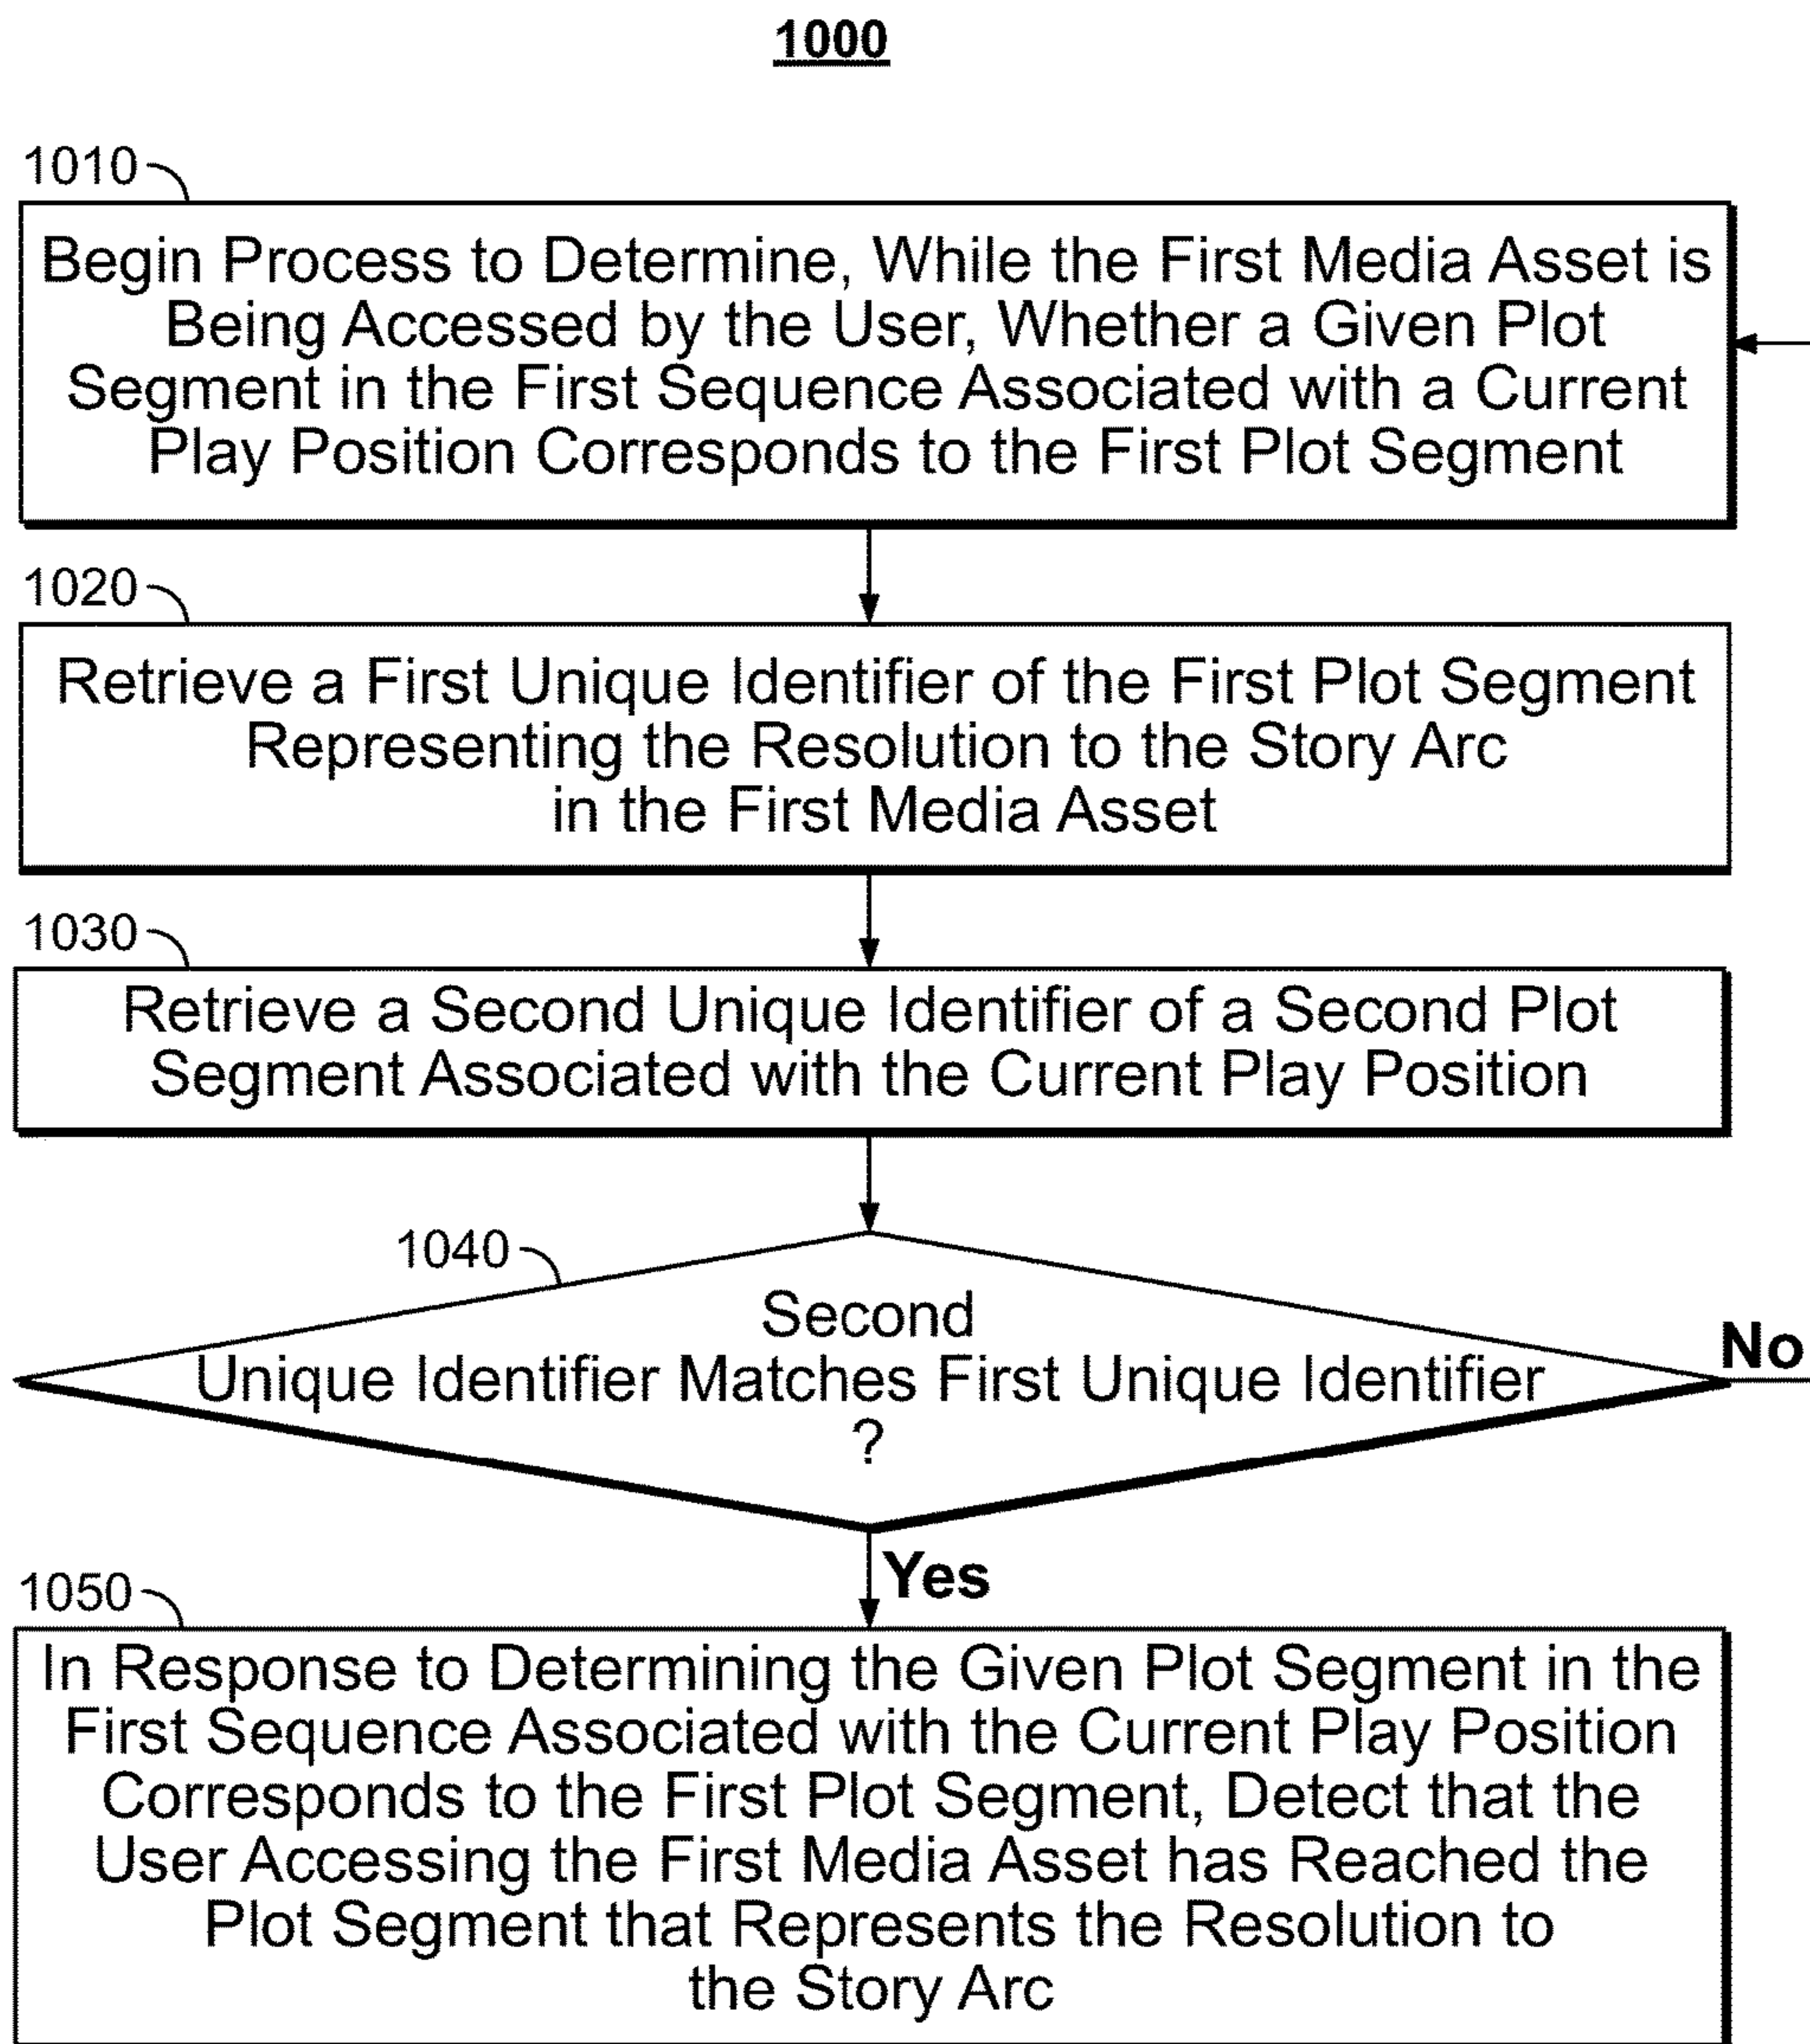 1000
1010
Begin Process to Determine, While the First Media Asset is
Being Accessed by the User, Whether a Given Plot
Segment in the First Sequence Associated with a Current
Play Position Corresponds to the First Plot Segment
1020
Retrieve a First Unique Identifier of the First Plot Segment
Representing the Resolution to the Story Arc
in the First Media Asset
1030
Retrieve a Second Unique Identifier of a Second Plot
Segment Associated with the Current Play Position
1040
Second
Unique Identifier Matches First Unique Identifier
?
No
Yes
1050
In Response to Determining the Given Plot Segment in the
First Sequence Associated with the Current Play Position
Corresponds to the First Plot Segment, Detect that the
User Accessing the First Media Asset has Reached the
Plot Segment that Represents the Resolution to
the Story Arc